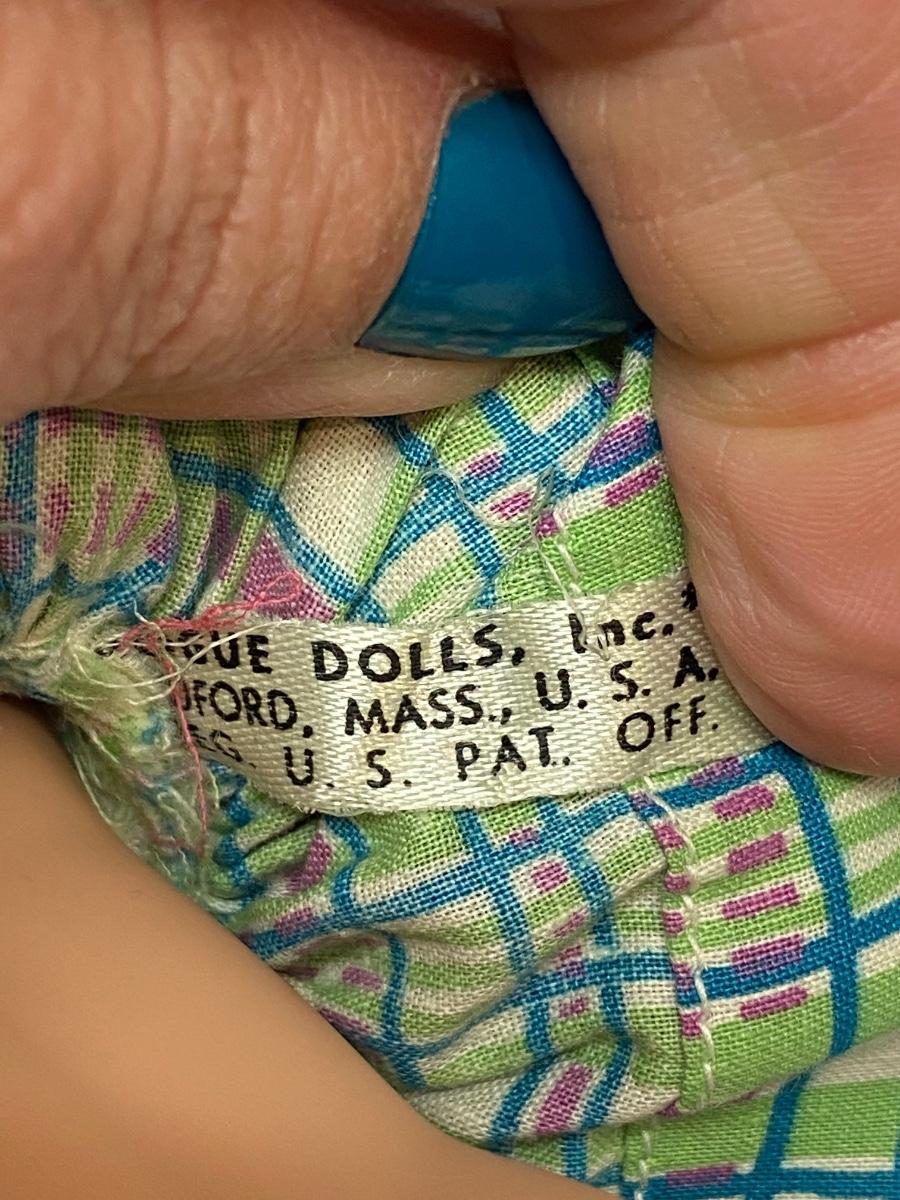 DOLLS, Inc.
MASS., U. S. A.
U. S. PAT. OFF.